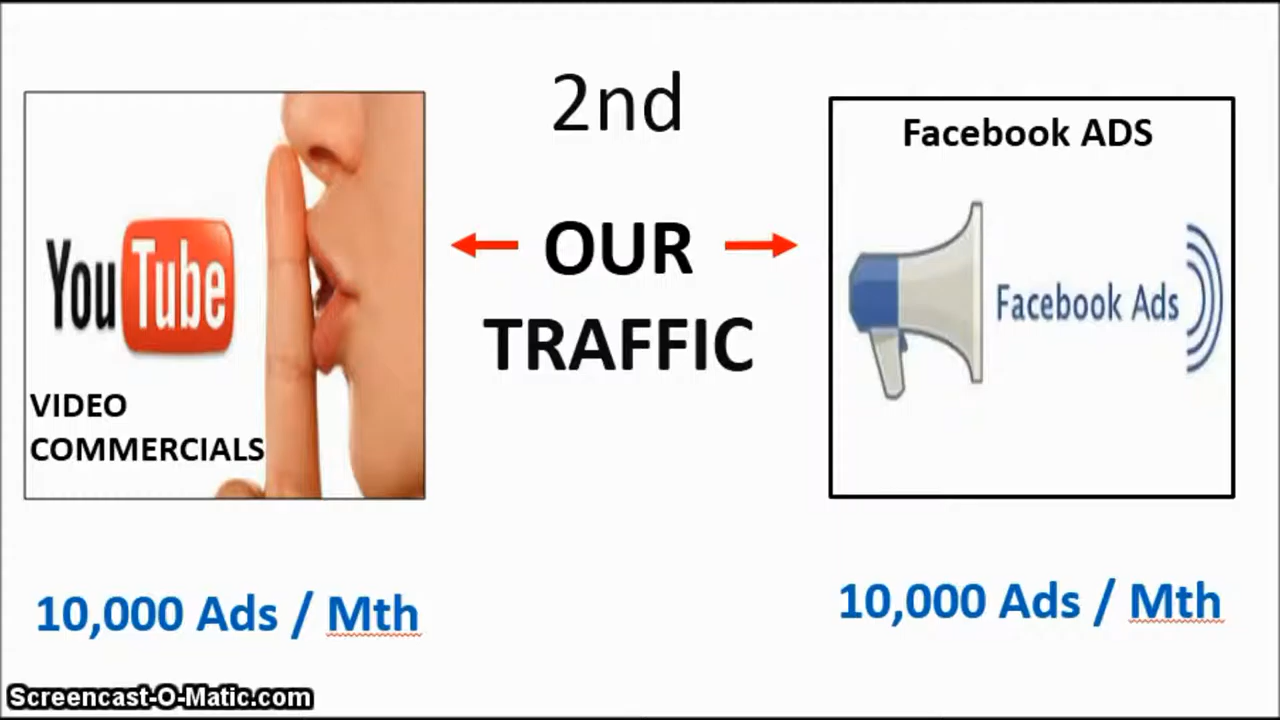 2nd
OUR
TRAFFIC
YouTube
VIDEO
COMMERCIALS
10,000 Ads / Mth
Facebook ADS
Facebook Ads
10,000 Ads / Mth
Screencast-O-Matic.com